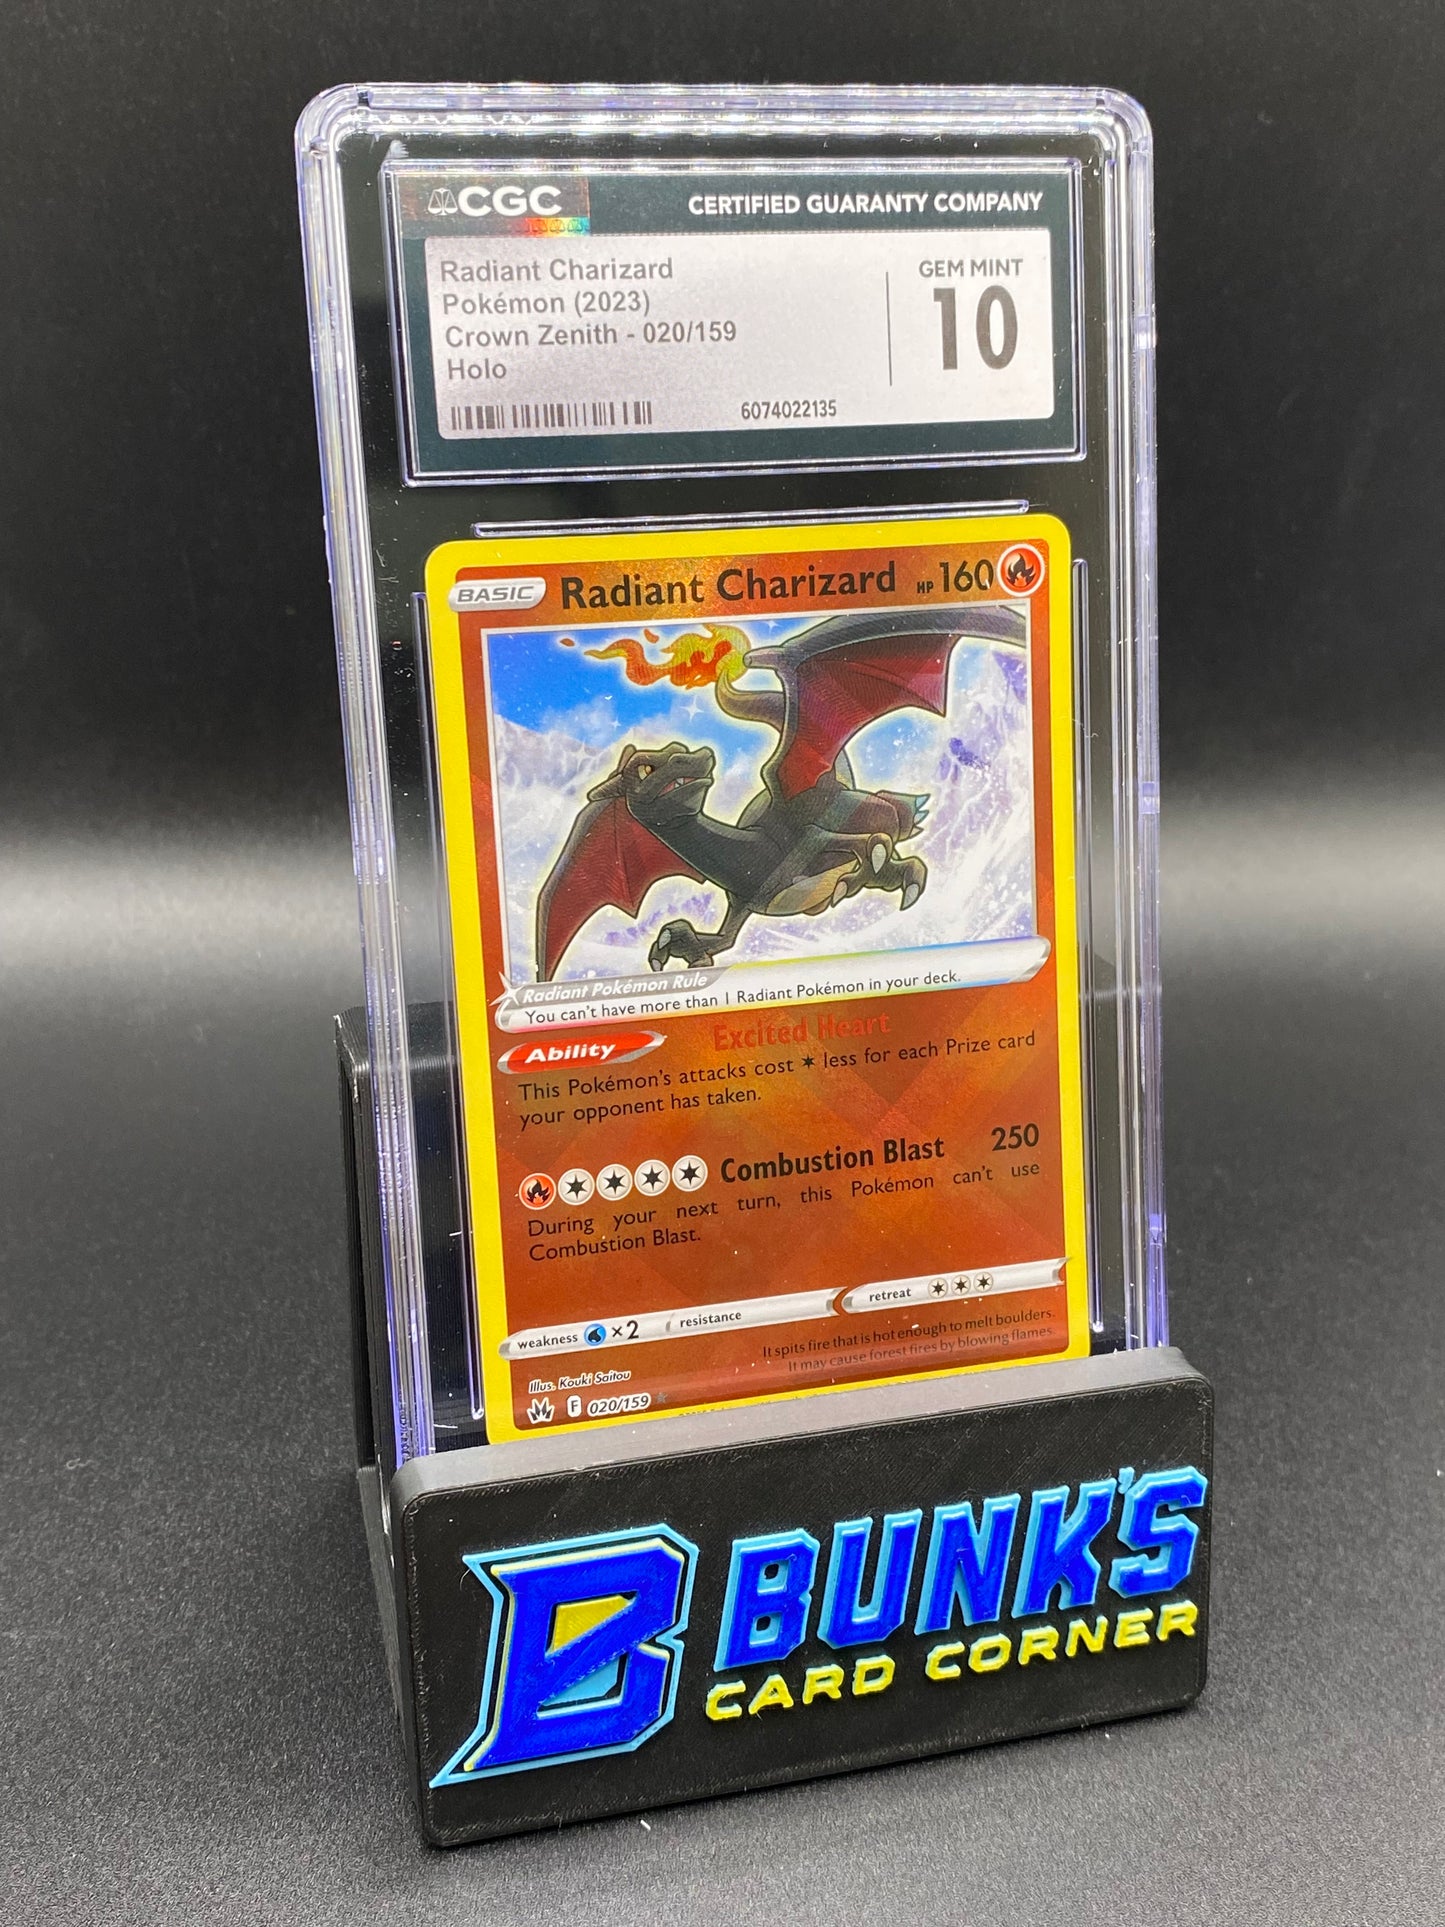 CGC
CERTIFIED GUARANTY COMPANY
Radiant Charizard
Pokémon (2023)
Crown Zenith - 020/159
Holo
GEM MINT
10
6074022135
BASIC Radiant Charizard HP 160
Radiant Pokémon Rule
You can't have more than 1 Radiant Pokémon in your deck.
Ability Excited Heart
This Pokémon's attacks cost less for each Prize card
your opponent has taken.
Combustion Blast 250
During your next turn, this Pokémon can't use
Combustion Blast.
weakness ×2 resistance retreat
It spits fire that is hot enough to melt boulders.
It may cause forest fires by blowing flames.
Illus. Kouki Saitou
F 020/159
B BUNK'S
CARD CORNER